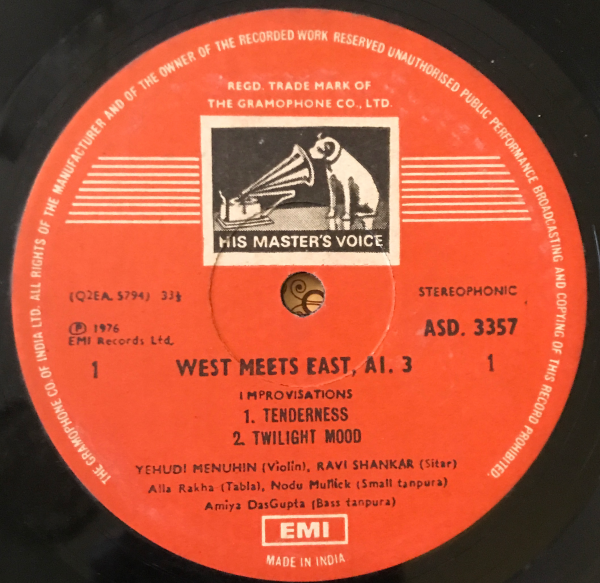 THE GRAMOPHONE CO. OF INDIA LTD. ALL RIGHTS OF THE MANUFACTURER AND OF THE OWNER OF THE RECORDED WORK RESERVED UNAUTHORISED PUBLIC PERFORMANCE BROADCASTING AND COPYING OF THIS RECORD PROHIBITED.
REGD. TRADE MARK OF
THE GRAMOPHONE CO., LTD.
HIS MASTER'S VOICE
(Q2EA. 5794) 33⅓
STEREOPHONIC
Ⓟ 1976
EMI Records Ltd.
ASD. 3357
1
WEST MEETS EAST, A1. 3
1
IMPROVISATIONS
1. TENDERNESS
2. TWILIGHT MOOD
YEHUDI MENUHIN (Violin), RAVI SHANKAR (Sitar)
Alla Rakha (Tabla), Nodu Mullick (Small tanpura)
Amiya DasGupta (Bass tanpura)
EMI
MADE IN INDIA